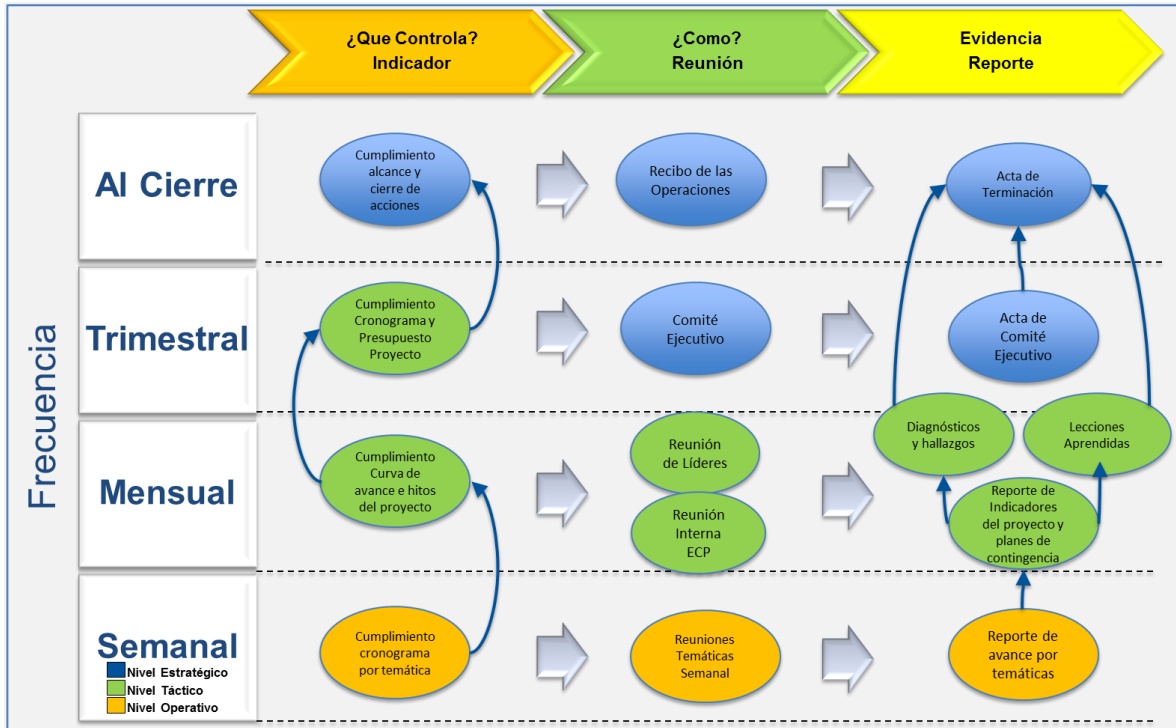 ¿Que Controla?
Indicador
¿Como?
Reunión
Evidencia
Reporte
Frecuencia
Al Cierre
Cumplimiento
alcance y
cierre de
acciones
Recibo de las
Operaciones
Acta de
Terminación
Trimestral
Cumplimiento
Cronograma y
Presupuesto
Proyecto
Comité
Ejecutivo
Acta de
Comité
Ejecutivo
Mensual
Cumplimiento
Curva de
avance e hitos
del proyecto
Reunión
de Líderes
Reunión
Interna
ECP
Diagnósticos
y hallazgos
Lecciones
Aprendidas
Reporte de
Indicadores
del proyecto y
planes de
contingencia
Semanal
Cumplimiento
cronograma
por temática
Reuniones
Temáticas
Semanal
Reporte de
avance por
temáticas
Nivel Estratégico
Nivel Táctico
Nivel Operativo